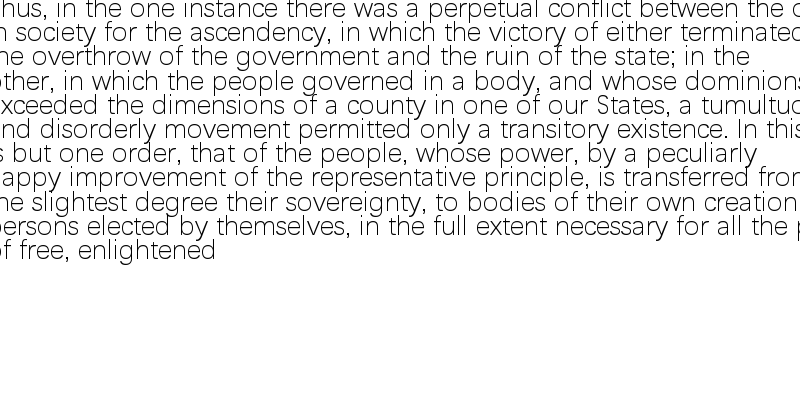 hus, in the one instance there was a perpetual conflict between the
society for the ascendency, in which the victory of either terminated
he overthrow of the government and the ruin of the state; in the
other, in which the people governed in a body, and whose dominions
exceeded the dimensions of a county in one of our States, a tumultuo
nd disorderly movement permitted only a transitory existence. In this
s but one order, that of the people, whose power, by a peculiarly
appy improvement of the representative principle, is transferred from
he slightest degree their sovereignty, to bodies of their own creation
persons elected by themselves, in the full extent necessary for all the
of free, enlightened